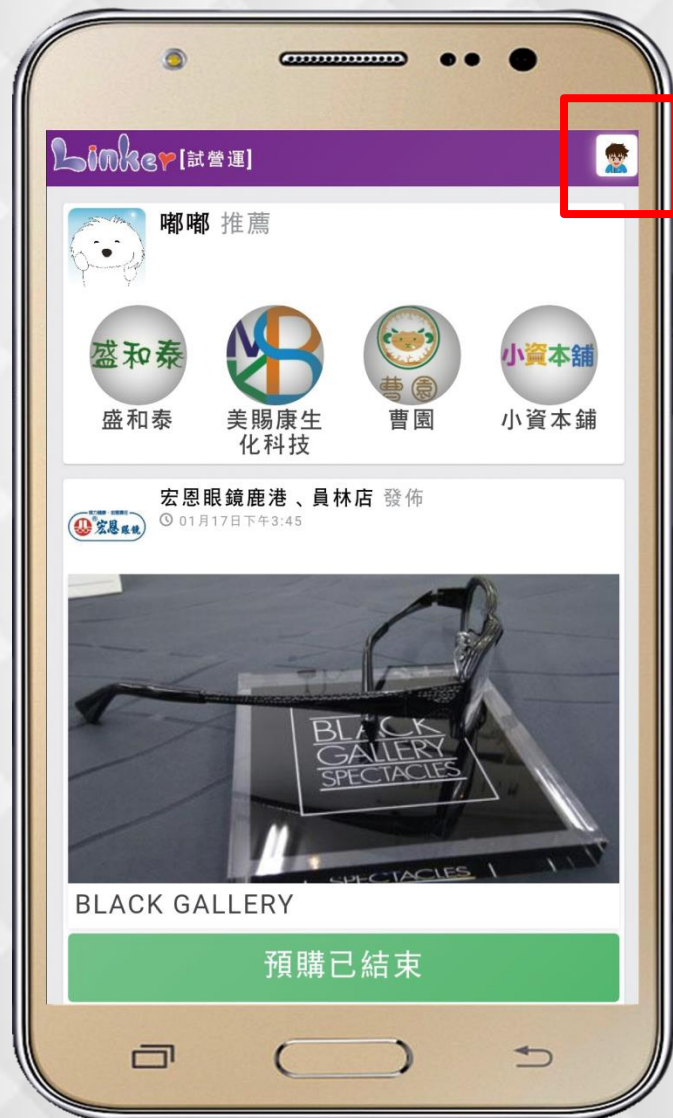 Linker[試營運]
嘟嘟 推薦
盛和泰
MSKB
曹園
小資本鋪
盛和泰
美賜康生
化科技
曹園
小資本鋪
宏恩眼鏡鹿港、員林店 發佈
宏恩眼鏡
01月17日下午3:45
BLACK
GALLERY
SPECTACLES
SPECTACLES
BLACK GALLERY
預購已結束